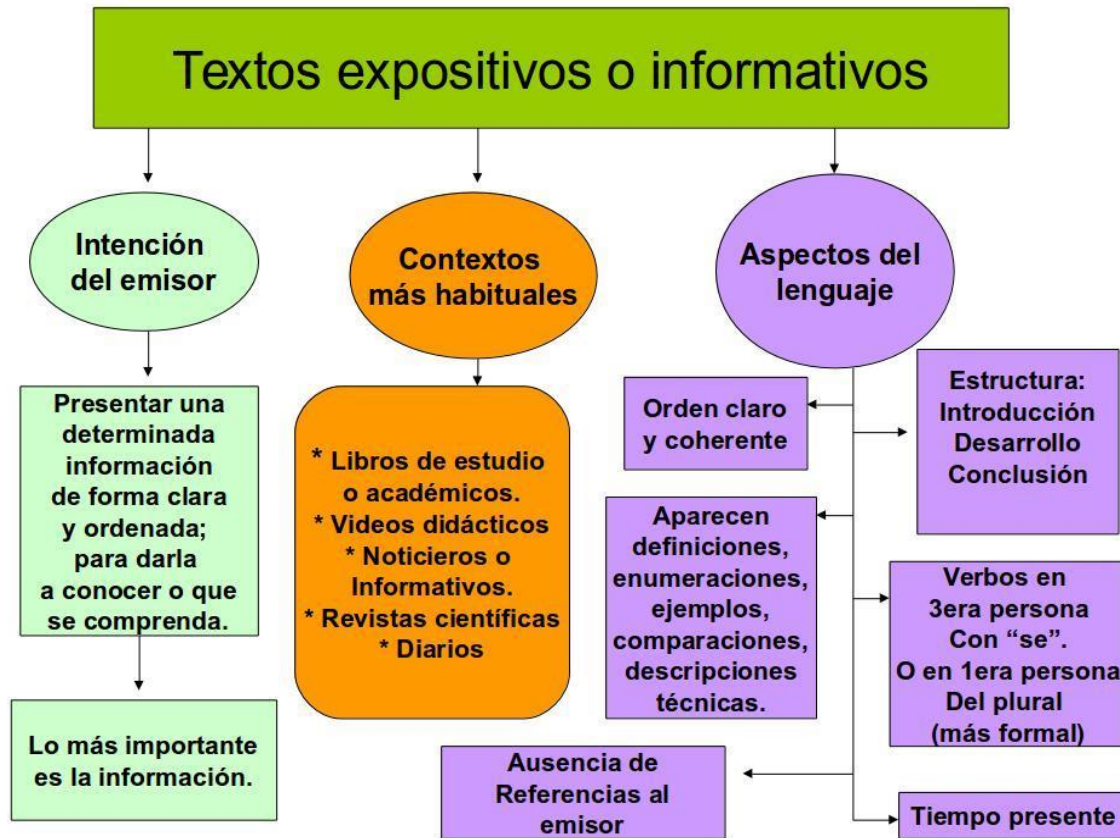 Textos expositivos o informativos
Intención
del emisor
Presentar una
determinada
información
de forma clara
y ordenada;
para darla
a conocer o que
se comprenda.
Lo más importante
es la información.
Contextos
más habituales
* Libros de estudio
o académicos.
* Videos didácticos
* Noticieros o
Informativos.
* Revistas científicas
* Diarios
Aspectos del
lenguaje
Orden claro
y coherente
Estructura:
Introducción
Desarrollo
Conclusión
Aparecen
definiciones,
enumeraciones,
ejemplos,
comparaciones,
descripciones
técnicas.
Verbos en
3era persona
Con “se”.
O en 1era persona
Del plural
(más formal)
Ausencia de
Referencias al
emisor
Tiempo presente